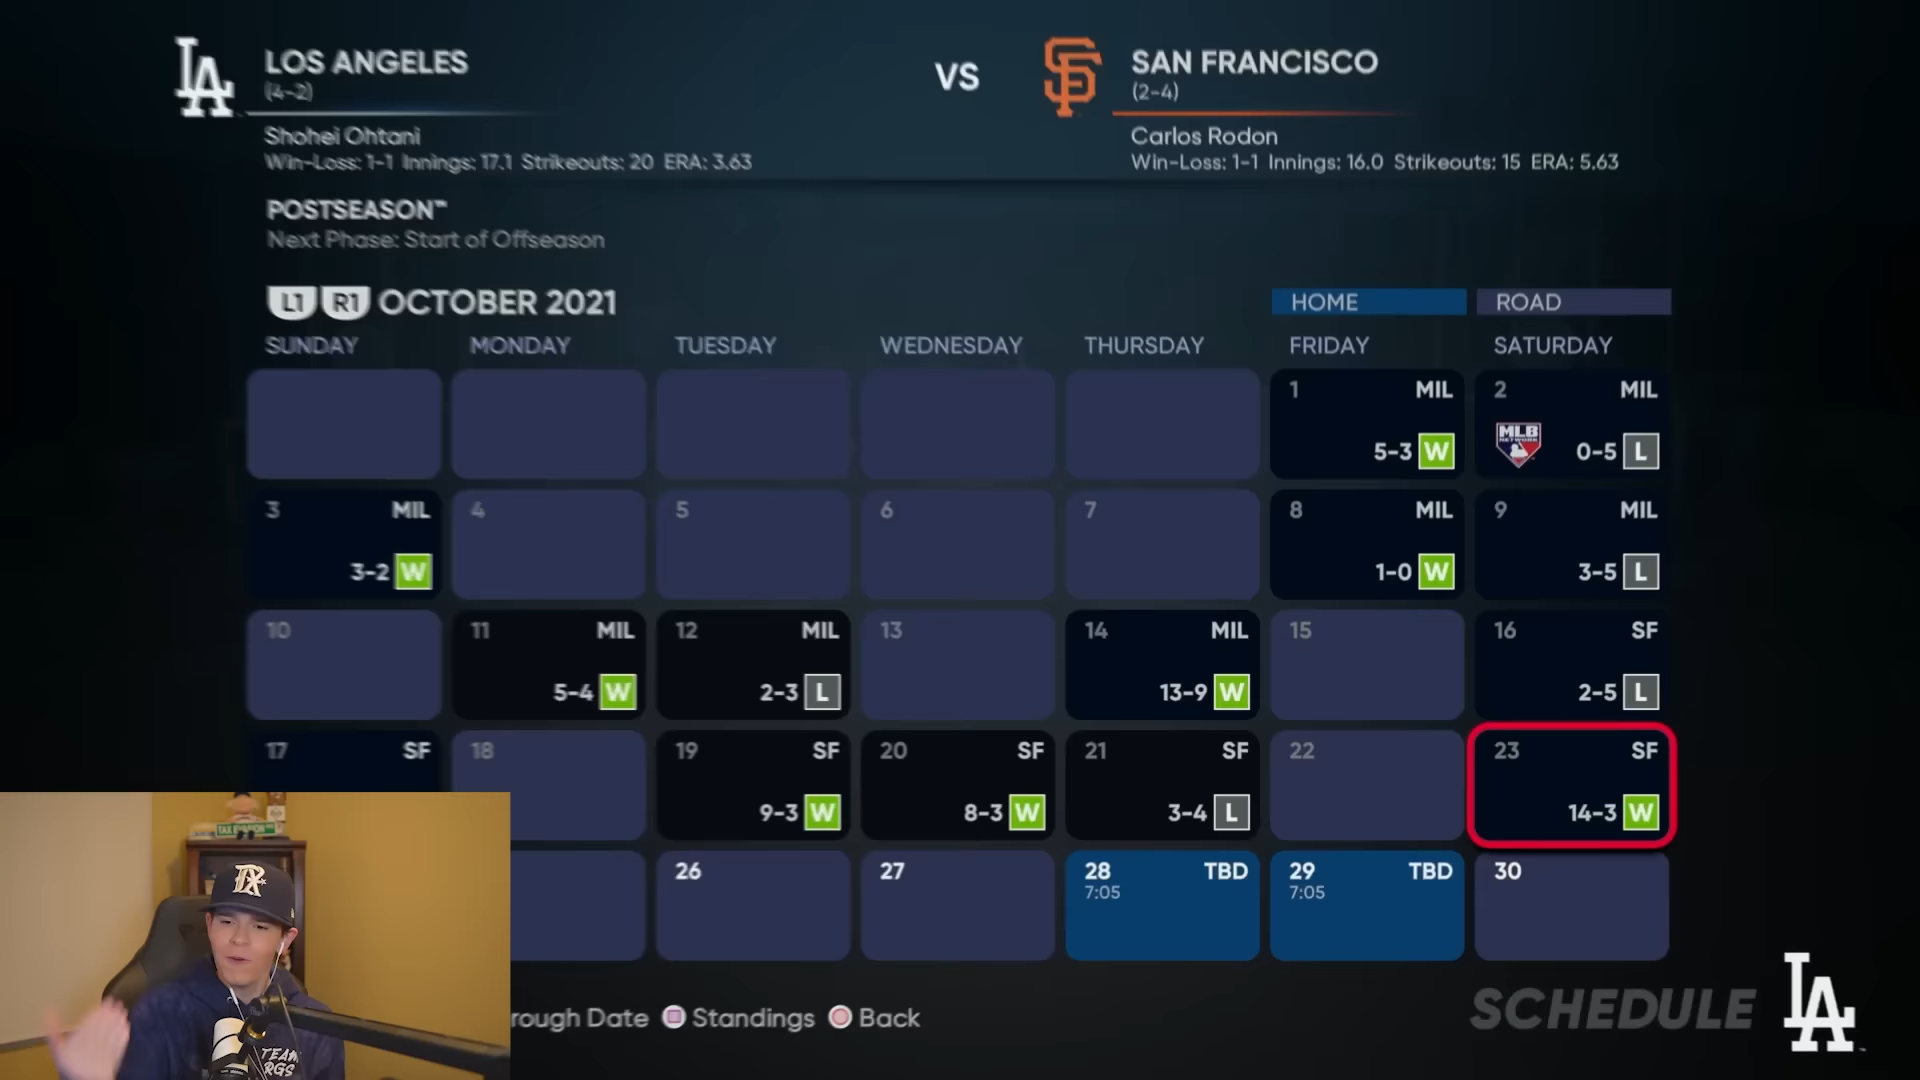 LA LOS ANGELES
(4-2)
VS
SF SAN FRANCISCO
(2-4)
Shohei Ohtani
Win-Loss: 1-1 Innings: 17.1 Strikeouts: 20 ERA: 3.63
Carlos Rodon
Win-Loss: 1-1 Innings: 16.0 Strikeouts: 15 ERA: 5.63
POSTSEASON™
Next Phase: Start of Offseason
L1 R1 OCTOBER 2021
HOME ROAD
SUNDAY MONDAY TUESDAY WEDNESDAY THURSDAY FRIDAY SATURDAY
1 MIL
5-3 W
2 MIL
MLB NETWORK 0-5 L
3 MIL
3-2 W
4
5
6
7
8 MIL
1-0 W
9 MIL
3-5 L
10
11 MIL
5-4 W
12 MIL
2-3 L
13
14 MIL
13-9 W
15
16 SF
2-5 L
17 SF
18
19 SF
9-3 W
20 SF
8-3 W
21 SF
3-4 L
22
23 SF
14-3 W
26
27
28 TBD
7:05
29 TBD
7:05
30
rough Date Standings Back
SCHEDULE LA
TEAM
RGS